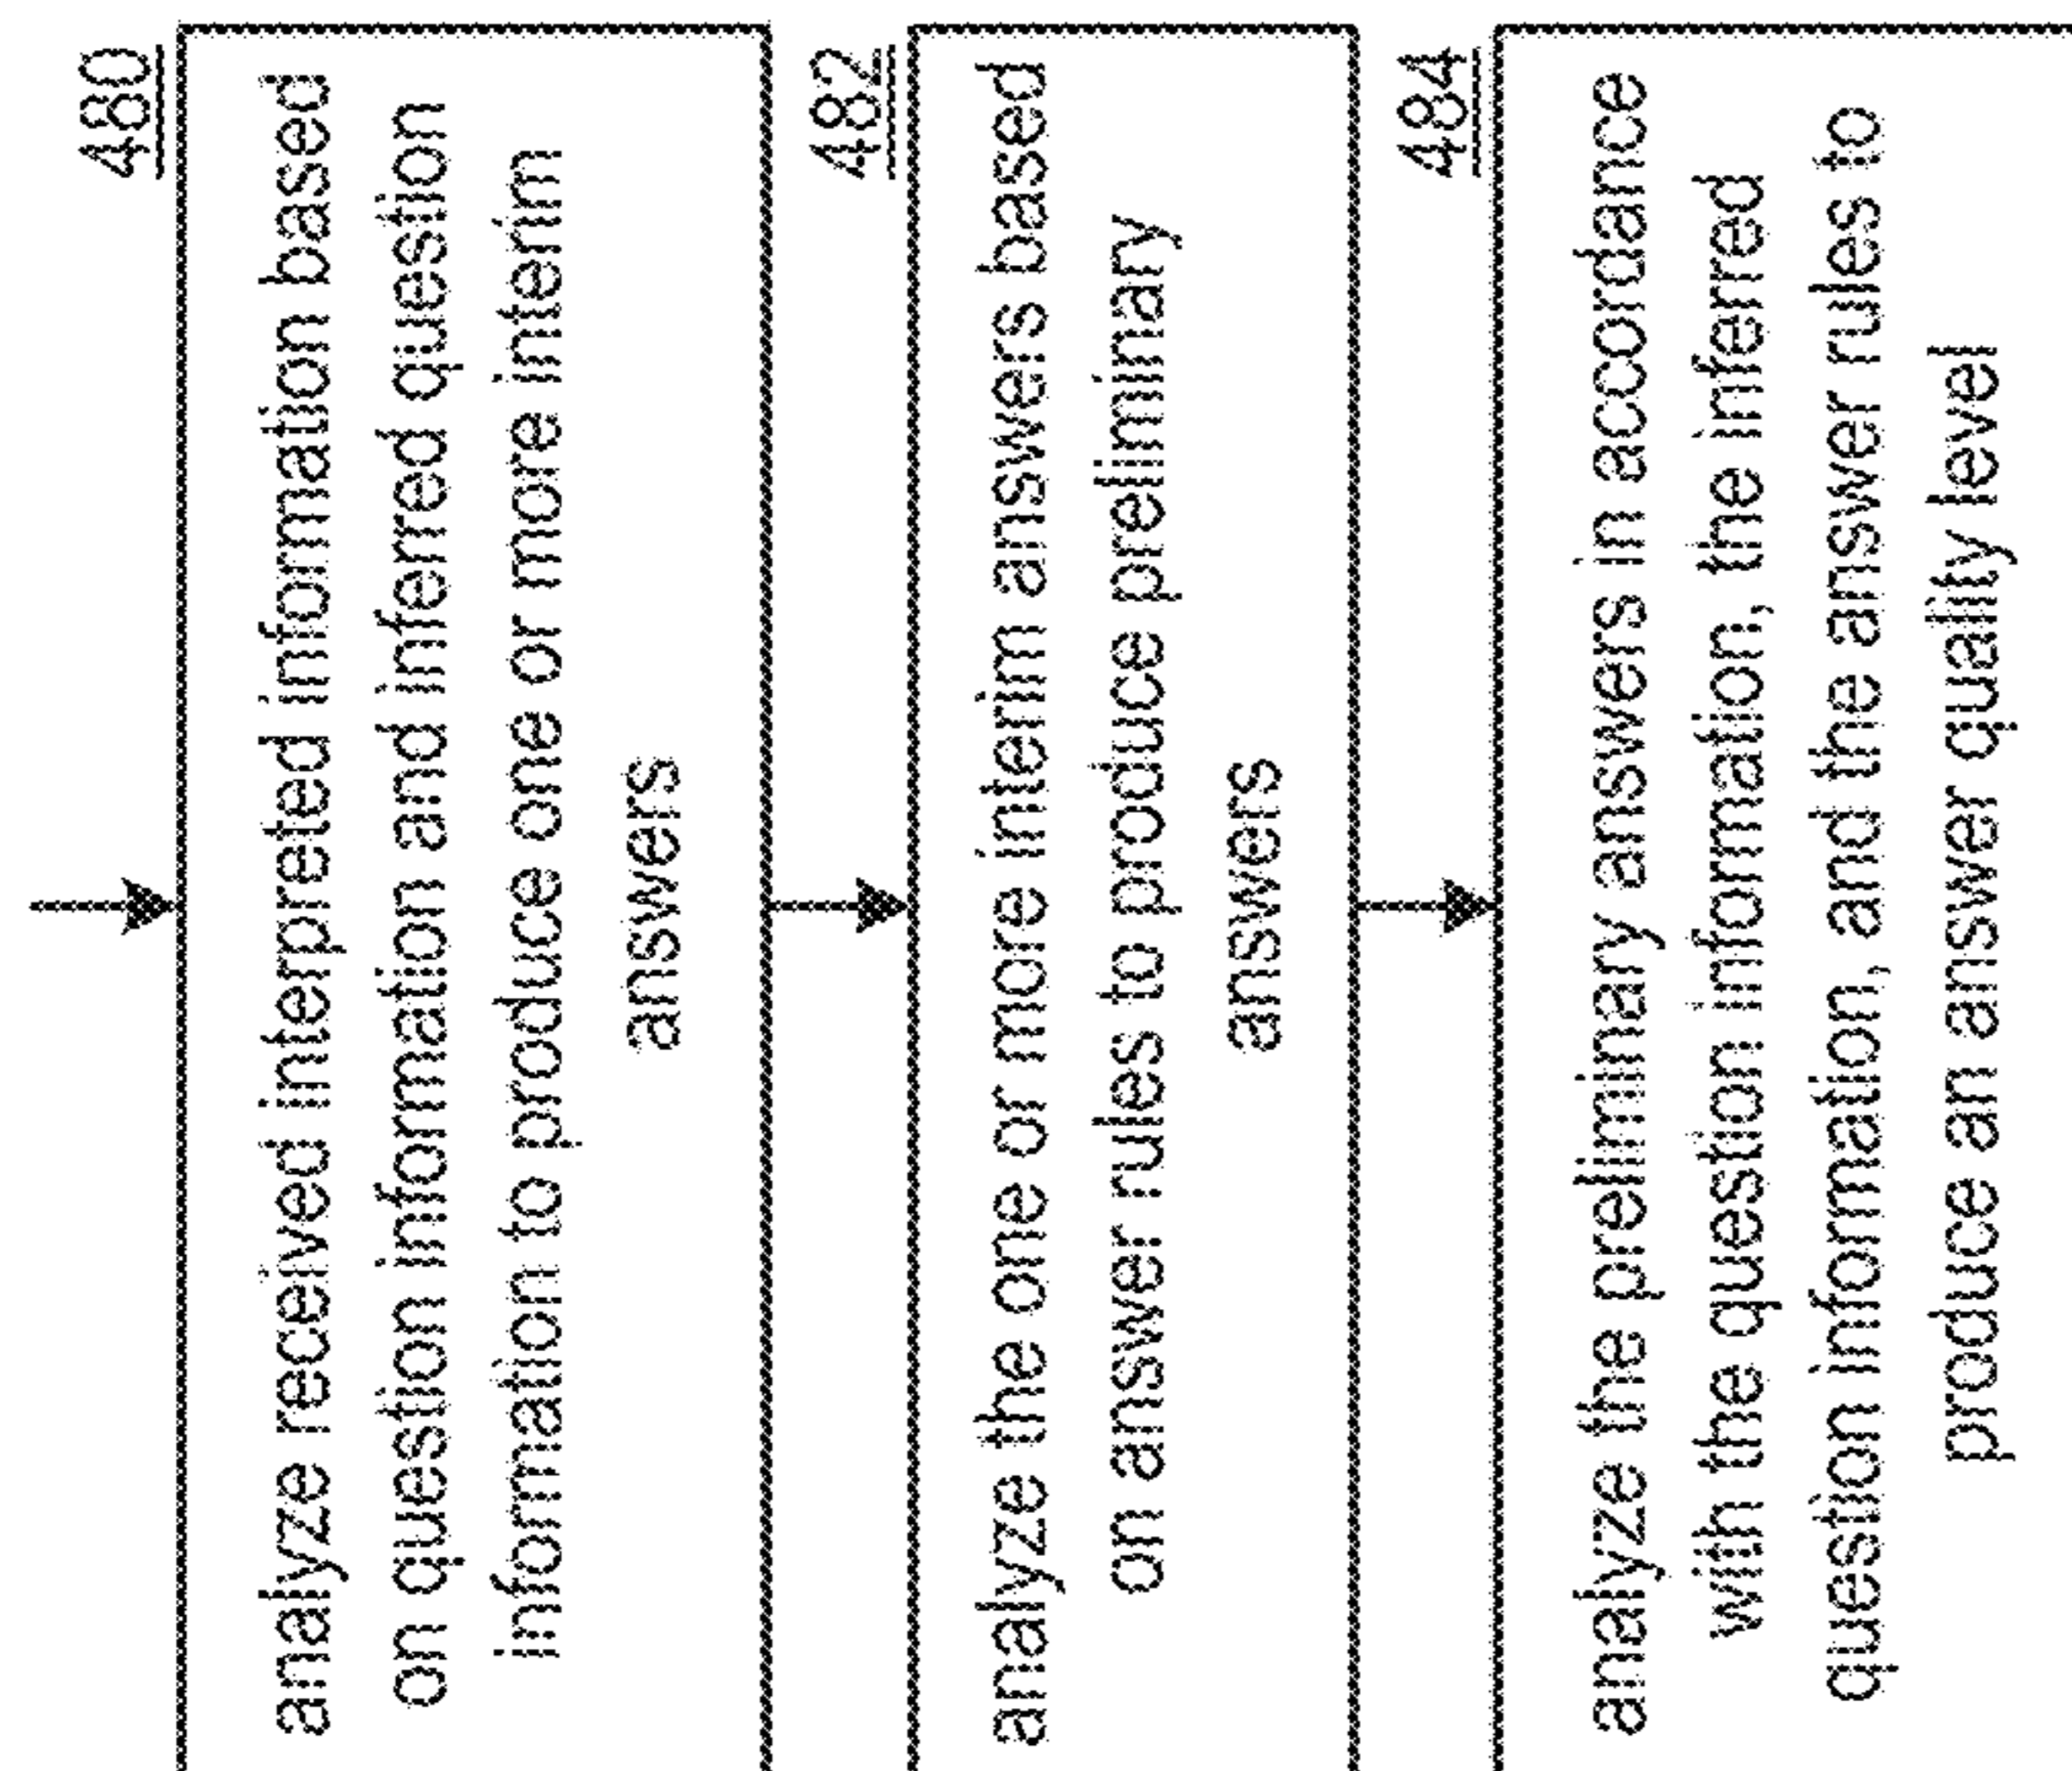 480
analyze received interpreted information based
on question information and inferred question
information to produce one or more interim
answers
482
analyze the one or more interim answers based
on answer rules to produce preliminary
answers
484
analyze the preliminary answers in accordance
with the question information, the inferred
question information, and the answer rules to
produce an answer quality level